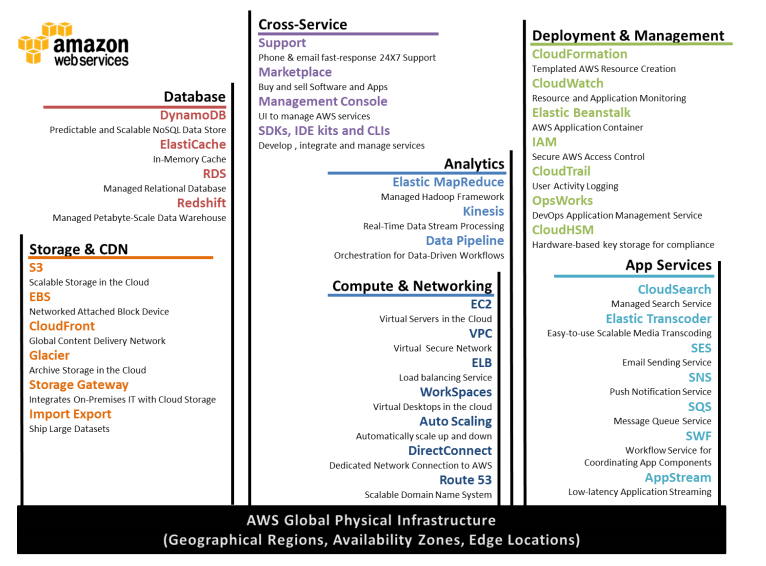 amazon
webservices
Database
DynamoDB
Predictable and Scalable NoSQL Data Store
ElastiCache
In-Memory Cache
RDS
Managed Relational Database
Redshift
Managed Petabyte-Scale Data Warehouse
Storage & CDN
S3
Scalable Storage in the Cloud
EBS
Networked Attached Block Device
CloudFront
Global Content Delivery Network
Glacier
Archive Storage in the Cloud
Storage Gateway
Integrates On-Premises IT with Cloud Storage
Import Export
Ship Large Datasets
Cross-Service
Support
Phone & email fast-response 24X7 Support
Marketplace
Buy and sell Software and Apps
Management Console
UI to manage AWS services
SDKs, IDE kits and CLIs
Develop , integrate and manage services
Analytics
Elastic MapReduce
Managed Hadoop Framework
Kinesis
Real-Time Data Stream Processing
Data Pipeline
Orchestration for Data-Driven Workflows
Compute & Networking
EC2
Virtual Servers in the Cloud
VPC
Virtual Secure Network
ELB
Load balancing Service
WorkSpaces
Virtual Desktops in the cloud
Auto Scaling
Automatically scale up and down
DirectConnect
Dedicated Network Connection to AWS
Route 53
Scalable Domain Name System
Deployment & Management
CloudFormation
Templated AWS Resource Creation
CloudWatch
Resource and Application Monitoring
Elastic Beanstalk
AWS Application Container
IAM
Secure AWS Access Control
CloudTrail
User Activity Logging
OpsWorks
DevOps Application Management Service
CloudHSM
Hardware-based key storage for compliance
App Services
CloudSearch
Managed Search Service
Elastic Transcoder
Easy-to-use Scalable Media Transcoding
SES
Email Sending Service
SNS
Push Notification Service
SQS
Message Queue Service
SWF
Workflow Service for
Coordinating App Components
AppStream
Low-latency Application Streaming
AWS Global Physical Infrastructure
(Geographical Regions, Availability Zones, Edge Locations)